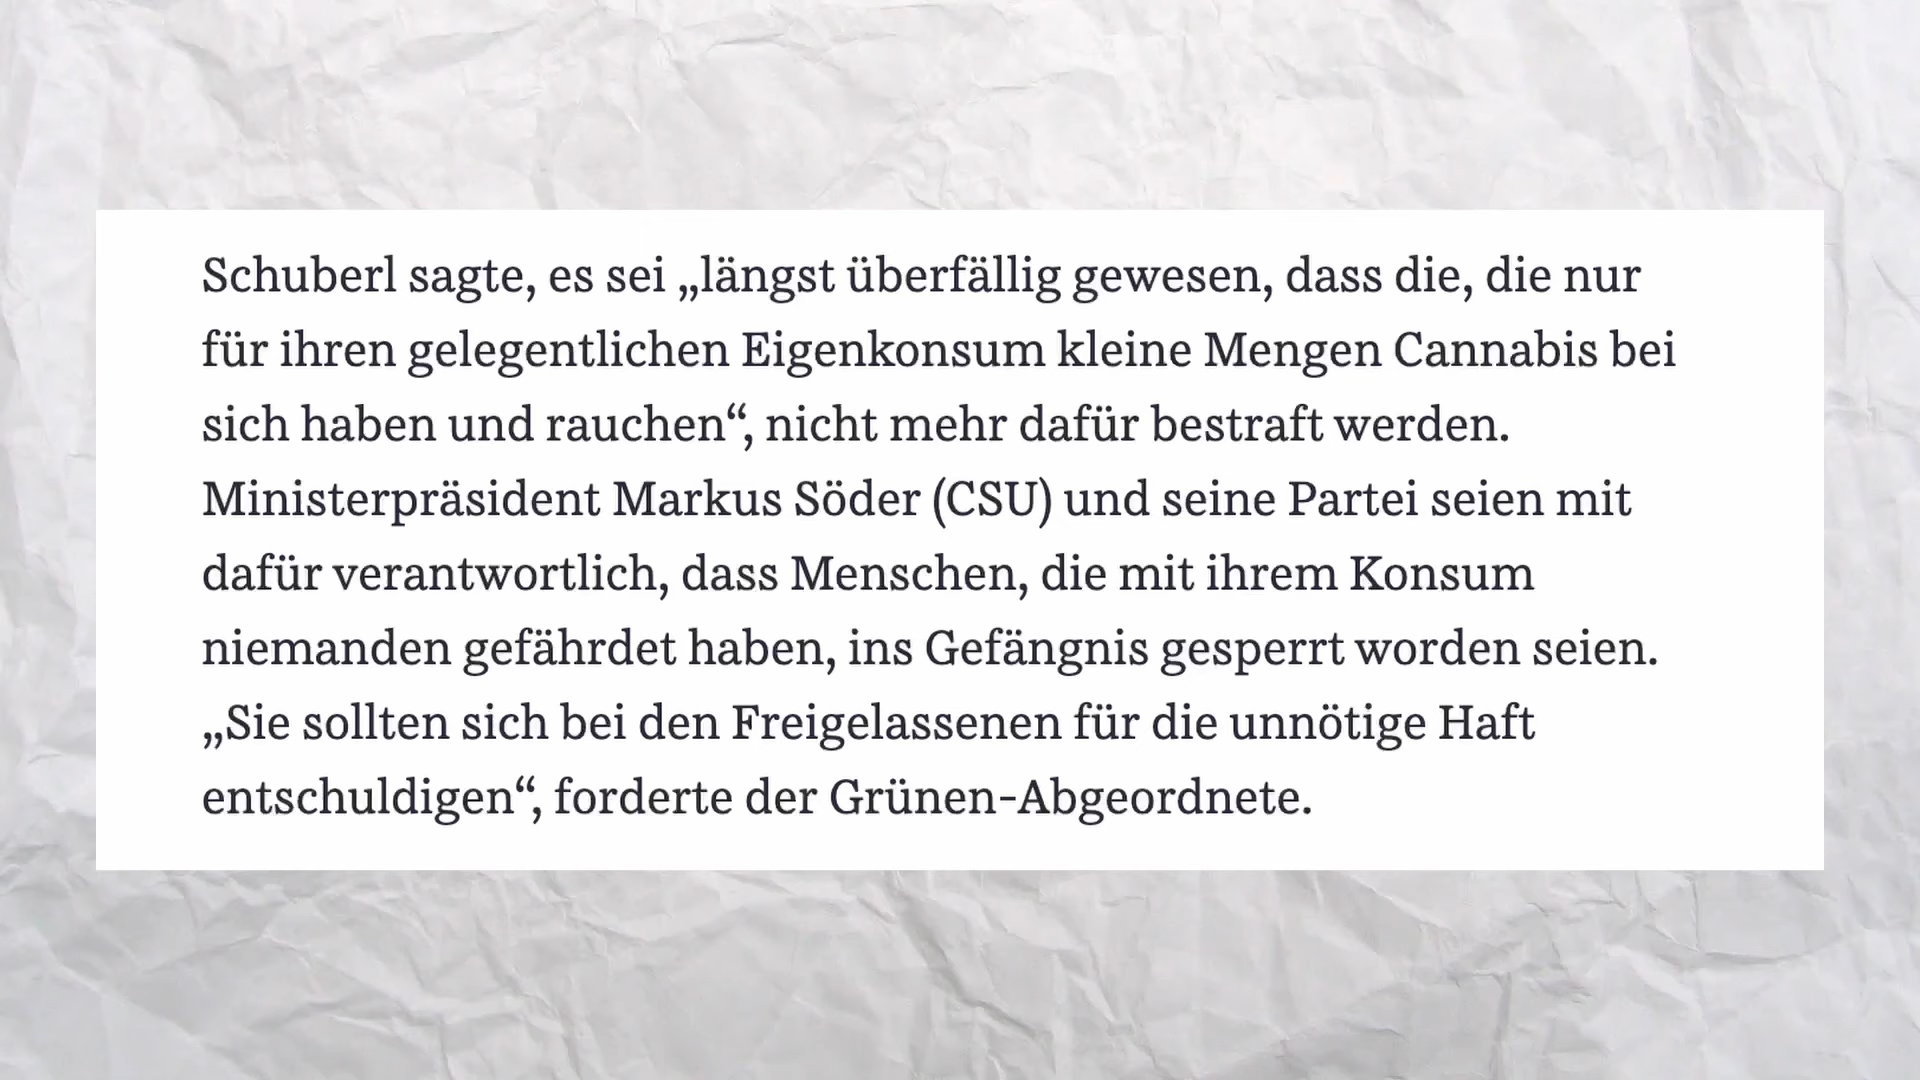 Schuberl sagte, es sei „längst überfällig gewesen, dass die, die nur
für ihren gelegentlichen Eigenkonsum kleine Mengen Cannabis bei
sich haben und rauchen“, nicht mehr dafür bestraft werden.
Ministerpräsident Markus Söder (CSU) und seine Partei seien mit
dafür verantwortlich, dass Menschen, die mit ihrem Konsum
niemanden gefährdet haben, ins Gefängnis gesperrt worden seien.
„Sie sollten sich bei den Freigelassenen für die unnötige Haft
entschuldigen“, forderte der Grünen-Abgeordnete.